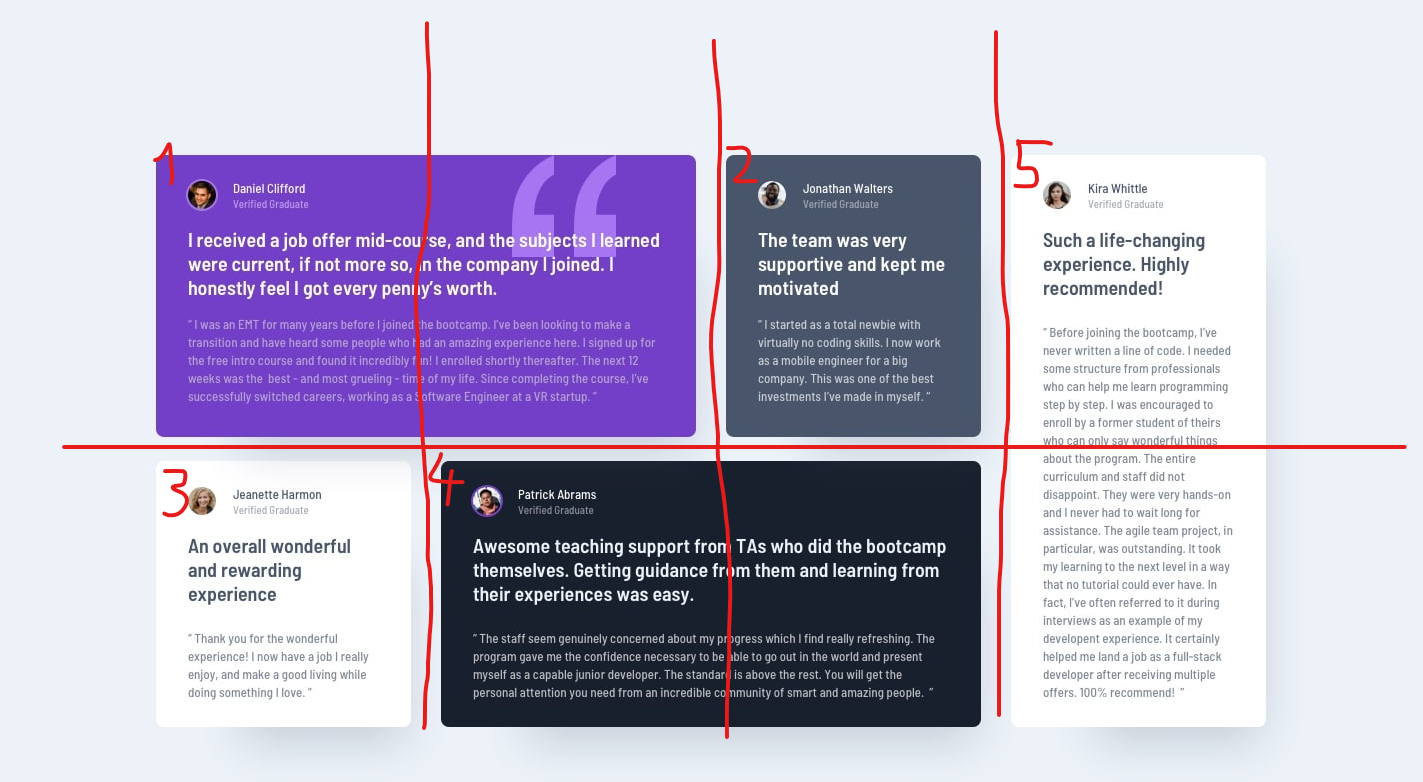 1
Daniel Clifford
Verified Graduate
I received a job offer mid-course, and the subjects I learned
were current, if not more so, in the company I joined. I
honestly feel I got every penny’s worth.
“ I was an EMT for many years before I joined the bootcamp. I’ve been looking to make a
transition and have heard some people who had an amazing experience here. I signed up for
the free intro course and found it incredibly fun! I enrolled shortly thereafter. The next 12
weeks was the best - and most grueling - time of my life. Since completing the course, I’ve
successfully switched careers, working as a Software Engineer at a VR startup. ”
2
Jonathan Walters
Verified Graduate
The team was very
supportive and kept me
motivated
“ I started as a total newbie with
virtually no coding skills. I now work
as a mobile engineer for a big
company. This was one of the best
investments I’ve made in myself. ”
3
Jeanette Harmon
Verified Graduate
An overall wonderful
and rewarding
experience
“ Thank you for the wonderful
experience! I now have a job I really
enjoy, and make a good living while
doing something I love. ”
4
Patrick Abrams
Verified Graduate
Awesome teaching support from TAs who did the bootcamp
themselves. Getting guidance from them and learning from
their experiences was easy.
“ The staff seem genuinely concerned about my progress which I find really refreshing. The
program gave me the confidence necessary to be able to go out in the world and present
myself as a capable junior developer. The standard is above the rest. You will get the
personal attention you need from an incredible community of smart and amazing people. ”
5
Kira Whittle
Verified Graduate
Such a life-changing
experience. Highly
recommended!
“ Before joining the bootcamp, I’ve
never written a line of code. I needed
some structure from professionals
who can help me learn programming
step by step. I was encouraged to
enroll by a former student of theirs
who can only say wonderful things
about the program. The entire
curriculum and staff did not
disappoint. They were very hands-on
and I never had to wait long for
assistance. The agile team project, in
particular, was outstanding. It took
my learning to the next level in a way
that no tutorial could ever have. In
fact, I’ve often referred to it during
interviews as an example of my
developent experience. It certainly
helped me land a job as a full-stack
developer after receiving multiple
offers. 100% recommend! ”